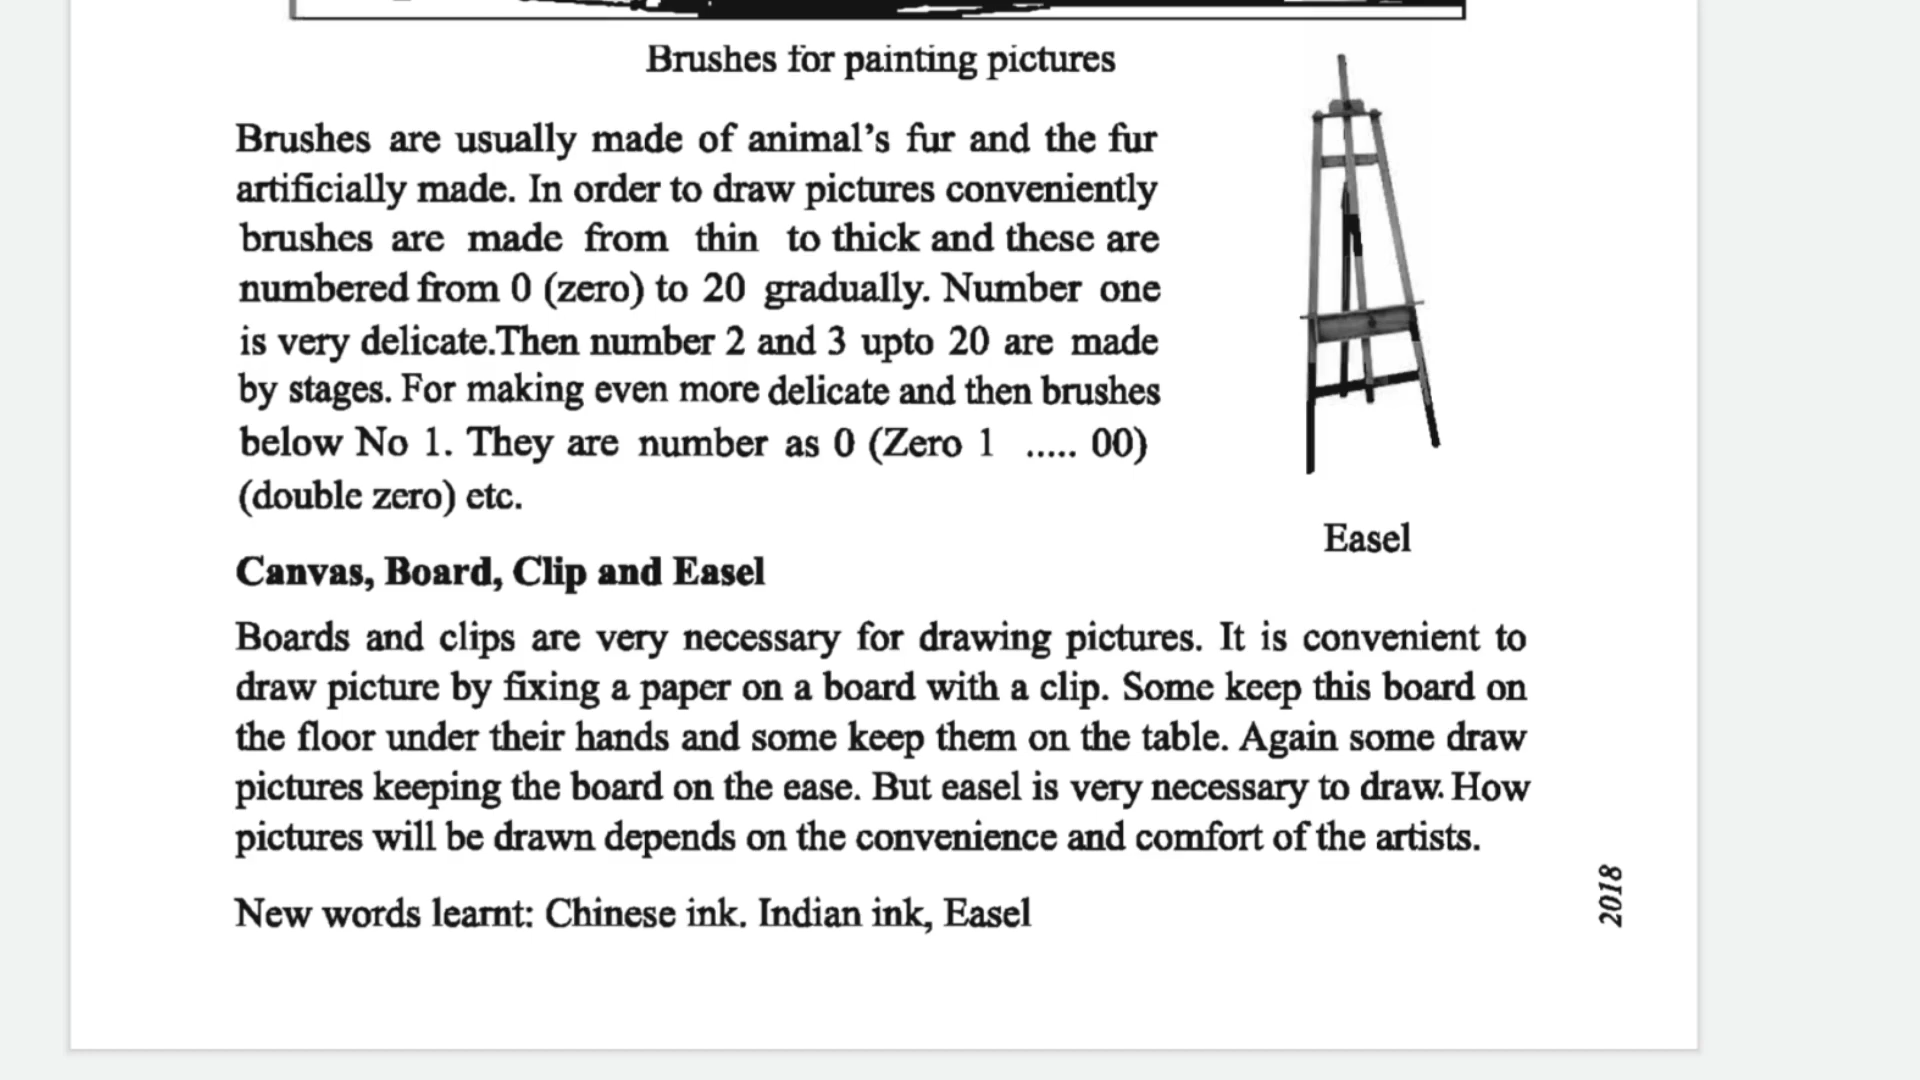 Brushes for painting pictures
Brushes are usually made of animal's fur and the fur
artificially made. In order to draw pictures conveniently
brushes are made from thin to thick and these are
numbered from 0 (zero) to 20 gradually. Number one
is very delicate.Then number 2 and 3 upto 20 are made
by stages. For making even more delicate and then brushes
below No 1. They are number as 0 (Zero 1 ..... 00)
(double zero) etc.
Easel
Canvas, Board, Clip and Easel
Boards and clips are very necessary for drawing pictures. It is convenient to
draw picture by fixing a paper on a board with a clip. Some keep this board on
the floor under their hands and some keep them on the table. Again some draw
pictures keeping the board on the ease. But easel is very necessary to draw. How
pictures will be drawn depends on the convenience and comfort of the artists.
New words learnt: Chinese ink. Indian ink, Easel
2018